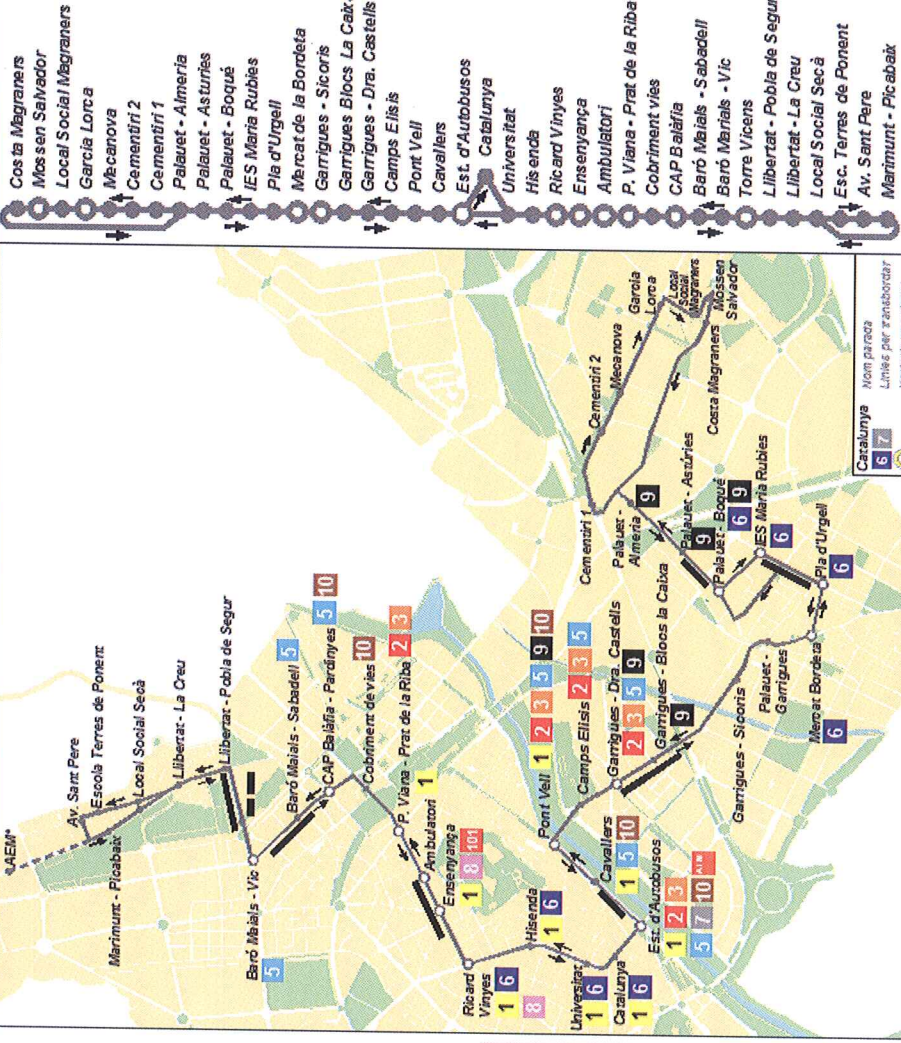 Costa Magraners
Mossen Salvador
Local Social Magraners
Garcia Lorca
Mecanova
Cementiri 2
Cementiri 1
Palauet - Almeria
Palauet - Asturies
Palauet - Boqué
IES Maria Rubies
Pla d'Urgell
Mercat de la Bordeta
Garrigues - Sicoris
Garrigues Blocs La Caix
Garrigues - Dra. Castells
Camps Elisis
Pont Vell
Cavallers
Est. d'Autobusos
Catalunya
Universitat
Hisenda
Ricard Vinyes
Ensenyança
Ambulatori
P. Viana - Prat de la Riba
Cobriment vies
CAP Balàfia
Baró Maials - Sabadell
Baró Marials - Vic
Torre Vicens
Llibertat - Pobla de Segur
Llibertat - La Creu
Local Social Secà
Esc. Terres de Ponent
Av. Sant Pere
Marimunt - Picabaix
LAEM*
Av. Sant Pere
Escola Terres de Ponent
Local Social Secà
Llibertat - La Creu
Llibertat - Pobla de Segur
Marimunt - Picabaix
Baró Maials - Vic
5
Baró Maials - Sabadell
5
CAP Balàfia - Pardinyes
5 10
Cobriment de vies
10
P. Viana - Prat de la Riba
2 3
Ambulatori
1
Ensenyança
1 8 101
Ricard
Vinyes
1 6
8
Hisenda
1 6
Universitat
1 6
Catalunya
1 6
Est. d'Autobusos
1 2 3
5 7 10
Cavallers
1 5 10
Pont Vell
1 2 3 5 9 10
Camps Elisis
2 3 5
Garrigues - Dra. Castells
2 3 5 9
Garrigues - Blocs la Caixa
9
Garrigues - Sicoris
Palauet -
Garrigues
Mercat Bordeta
6
Pla d'Urgell
6
IES Maria Rubies
6
Palauet - Boqué
6 9
Palauet - Astúries
9
Palauet -
Almeria
9
Cementiri 1
Cementiri 2
Mecanova
Garcia
Lorca
Local
Social
Magraners
Mossen
Salvador
Costa Magraners
Catalunya
Nom parada
6 7
Línies per transbordar